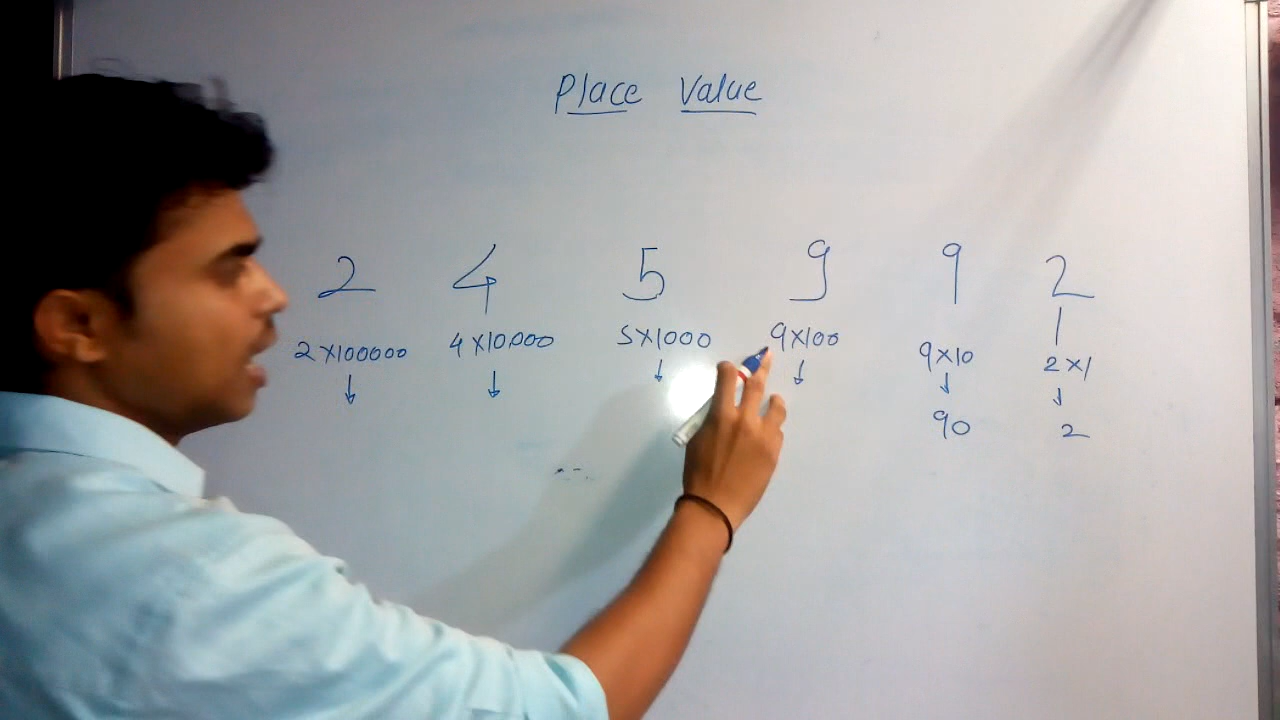 Place Value
2 4 5 9 9 2
2×100000 4×10000 5×1000 9×100 9×10 2×1
↓ ↓ ↓ ↓ ↓ ↓
90 2